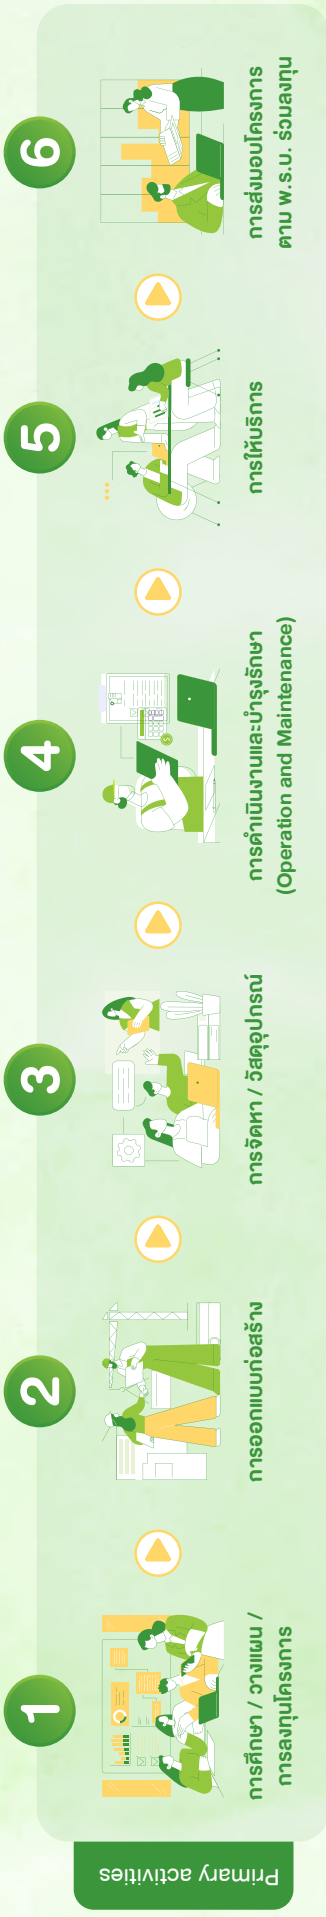 Primary activities
1
การศึกษา / วางแผน /
การลงทุนโครงการ
2
การออกแบบก่อสร้าง
3
การจัดหา / วัสดุอุปกรณ์
4
การดำเนินงานและบำรุงรักษา
(Operation and Maintenance)
5
การให้บริการ
6
การส่งมอบโครงการ
ตาม พ.ร.บ. ร่วมลงทุน